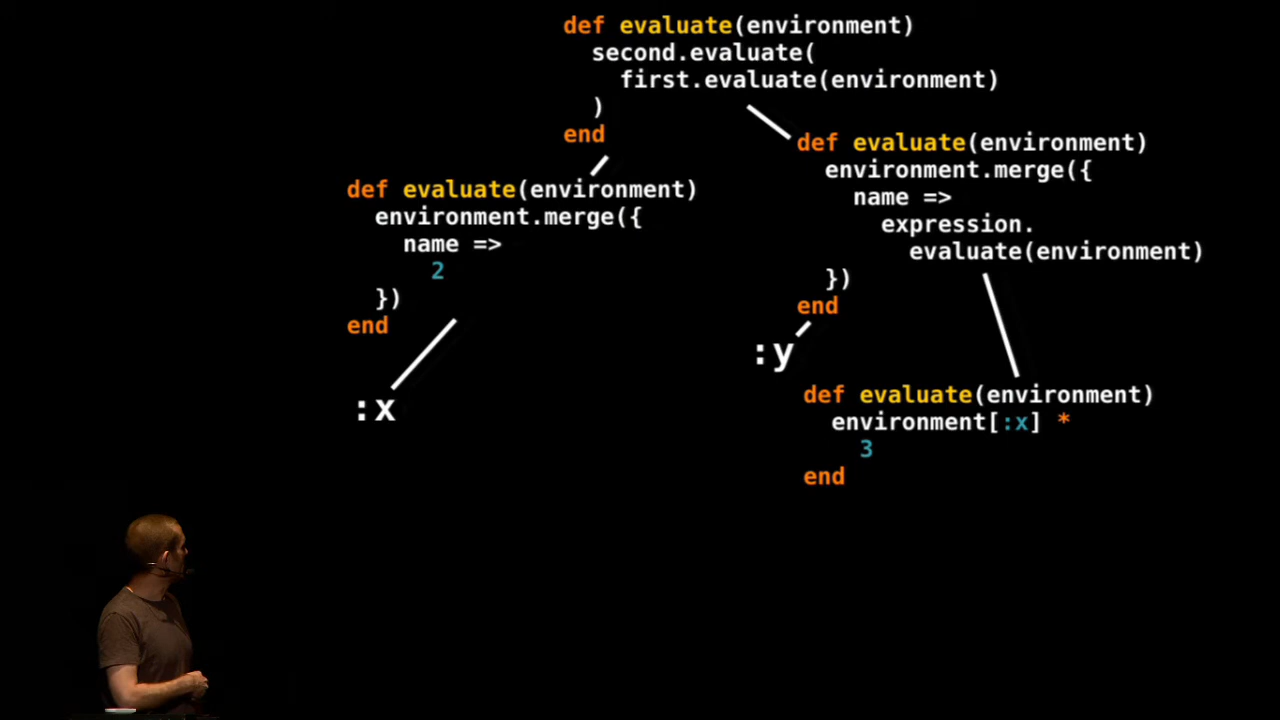 def evaluate(environment)
  second.evaluate(
    first.evaluate(environment)
  )
end
def evaluate(environment)
  environment.merge({
    name =>
      2
  })
end
:x
def evaluate(environment)
  environment.merge({
    name =>
      expression.
        evaluate(environment)
  })
end
:y
def evaluate(environment)
  environment[:x] *
    3
end